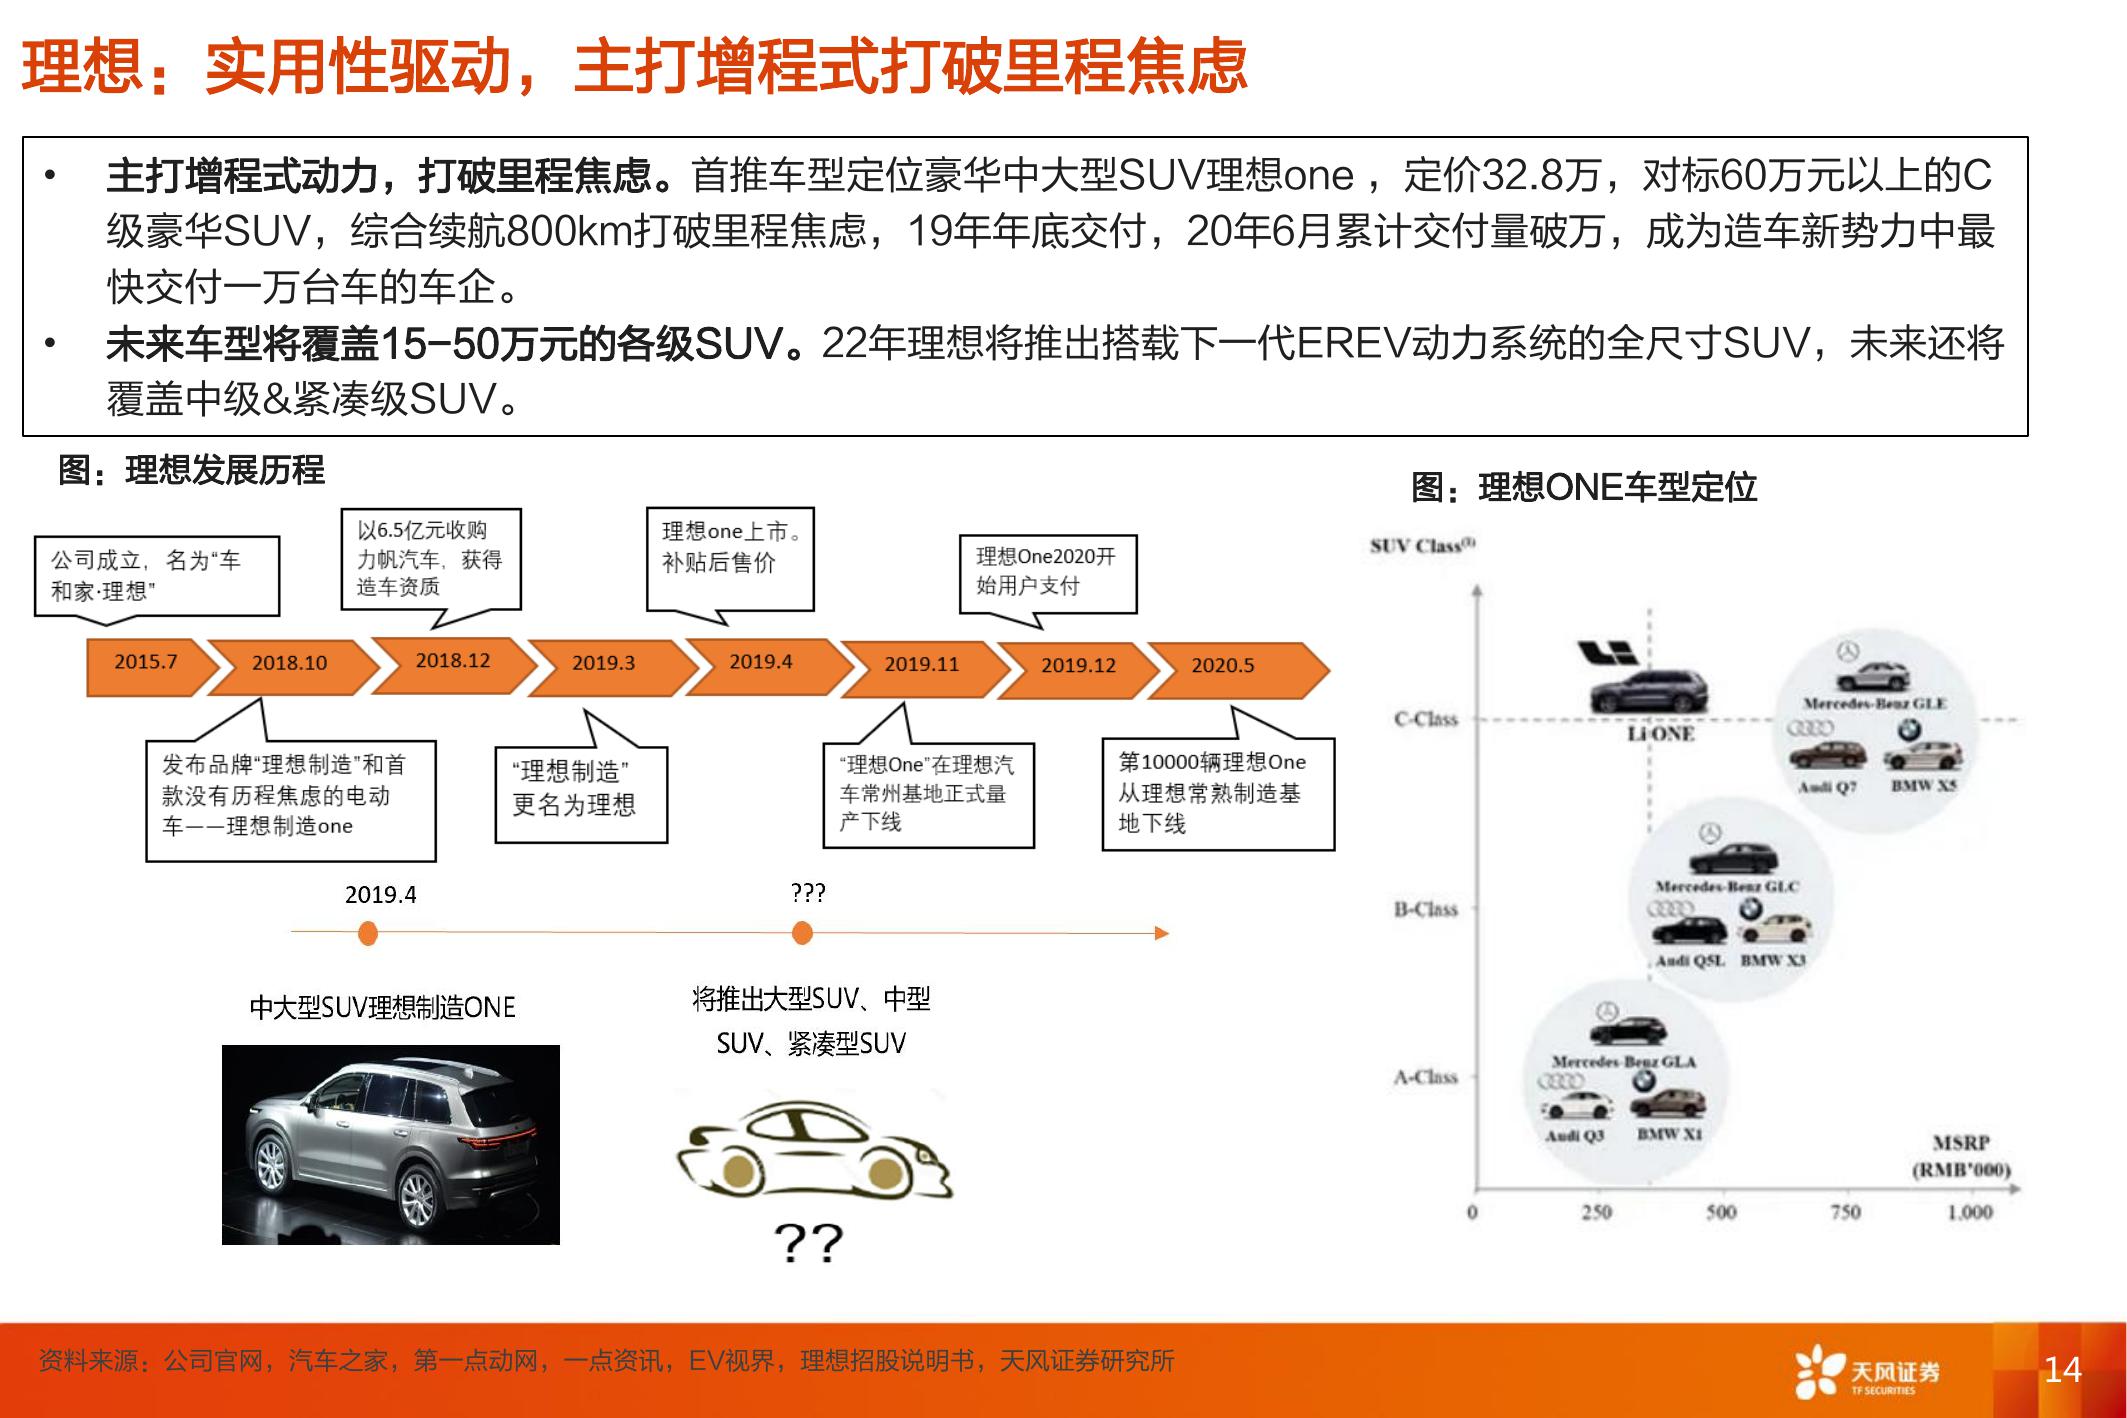 理想：实用性驱动，主打增程式打破里程焦虑
• 主打增程式动力，打破里程焦虑。首推车型定位豪华中大型SUV理想one，定价32.8万，对标60万元以上的C
级豪华SUV，综合续航800km打破里程焦虑，19年年底交付，20年6月累计交付量破万，成为造车新势力中最
快交付一万台车的车企。
• 未来车型将覆盖15-50万元的各级SUV。22年理想将推出搭载下一代EREV动力系统的全尺寸SUV，未来还将
覆盖中级&紧凑级SUV。
图：理想发展历程
公司成立，名为“车
和家·理想”
以6.5亿元收购
力帆汽车，获得
造车资质
理想one上市。
补贴后售价
理想One2020开
始用户支付
2015.7
2018.10
2018.12
2019.3
2019.4
2019.11
2019.12
2020.5
发布品牌“理想制造”和首
款没有历程焦虑的电动
车——理想制造one
“理想制造”
更名为理想
“理想One”在理想汽
车常州基地正式量
产下线
第10000辆理想One
从理想常熟制造基
地下线
2019.4
???
中大型SUV理想制造ONE
将推出大型SUV、中型
SUV、紧凑型SUV
??
图：理想ONE车型定位
SUV Class(3)
C-Class
B-Class
A-Class
Li ONE
Mercedes-Benz GLE
Audi Q7
BMW X5
Mercedes-Benz GLC
Audi Q5L
BMW X3
Mercedes-Benz GLA
Audi Q3
BMW X1
MSRP
(RMB'000)
0
250
500
750
1,000
资料来源：公司官网，汽车之家，第一点动网，一点资讯，EV视界，理想招股说明书，天风证券研究所
天风证券
TF SECURITIES
14